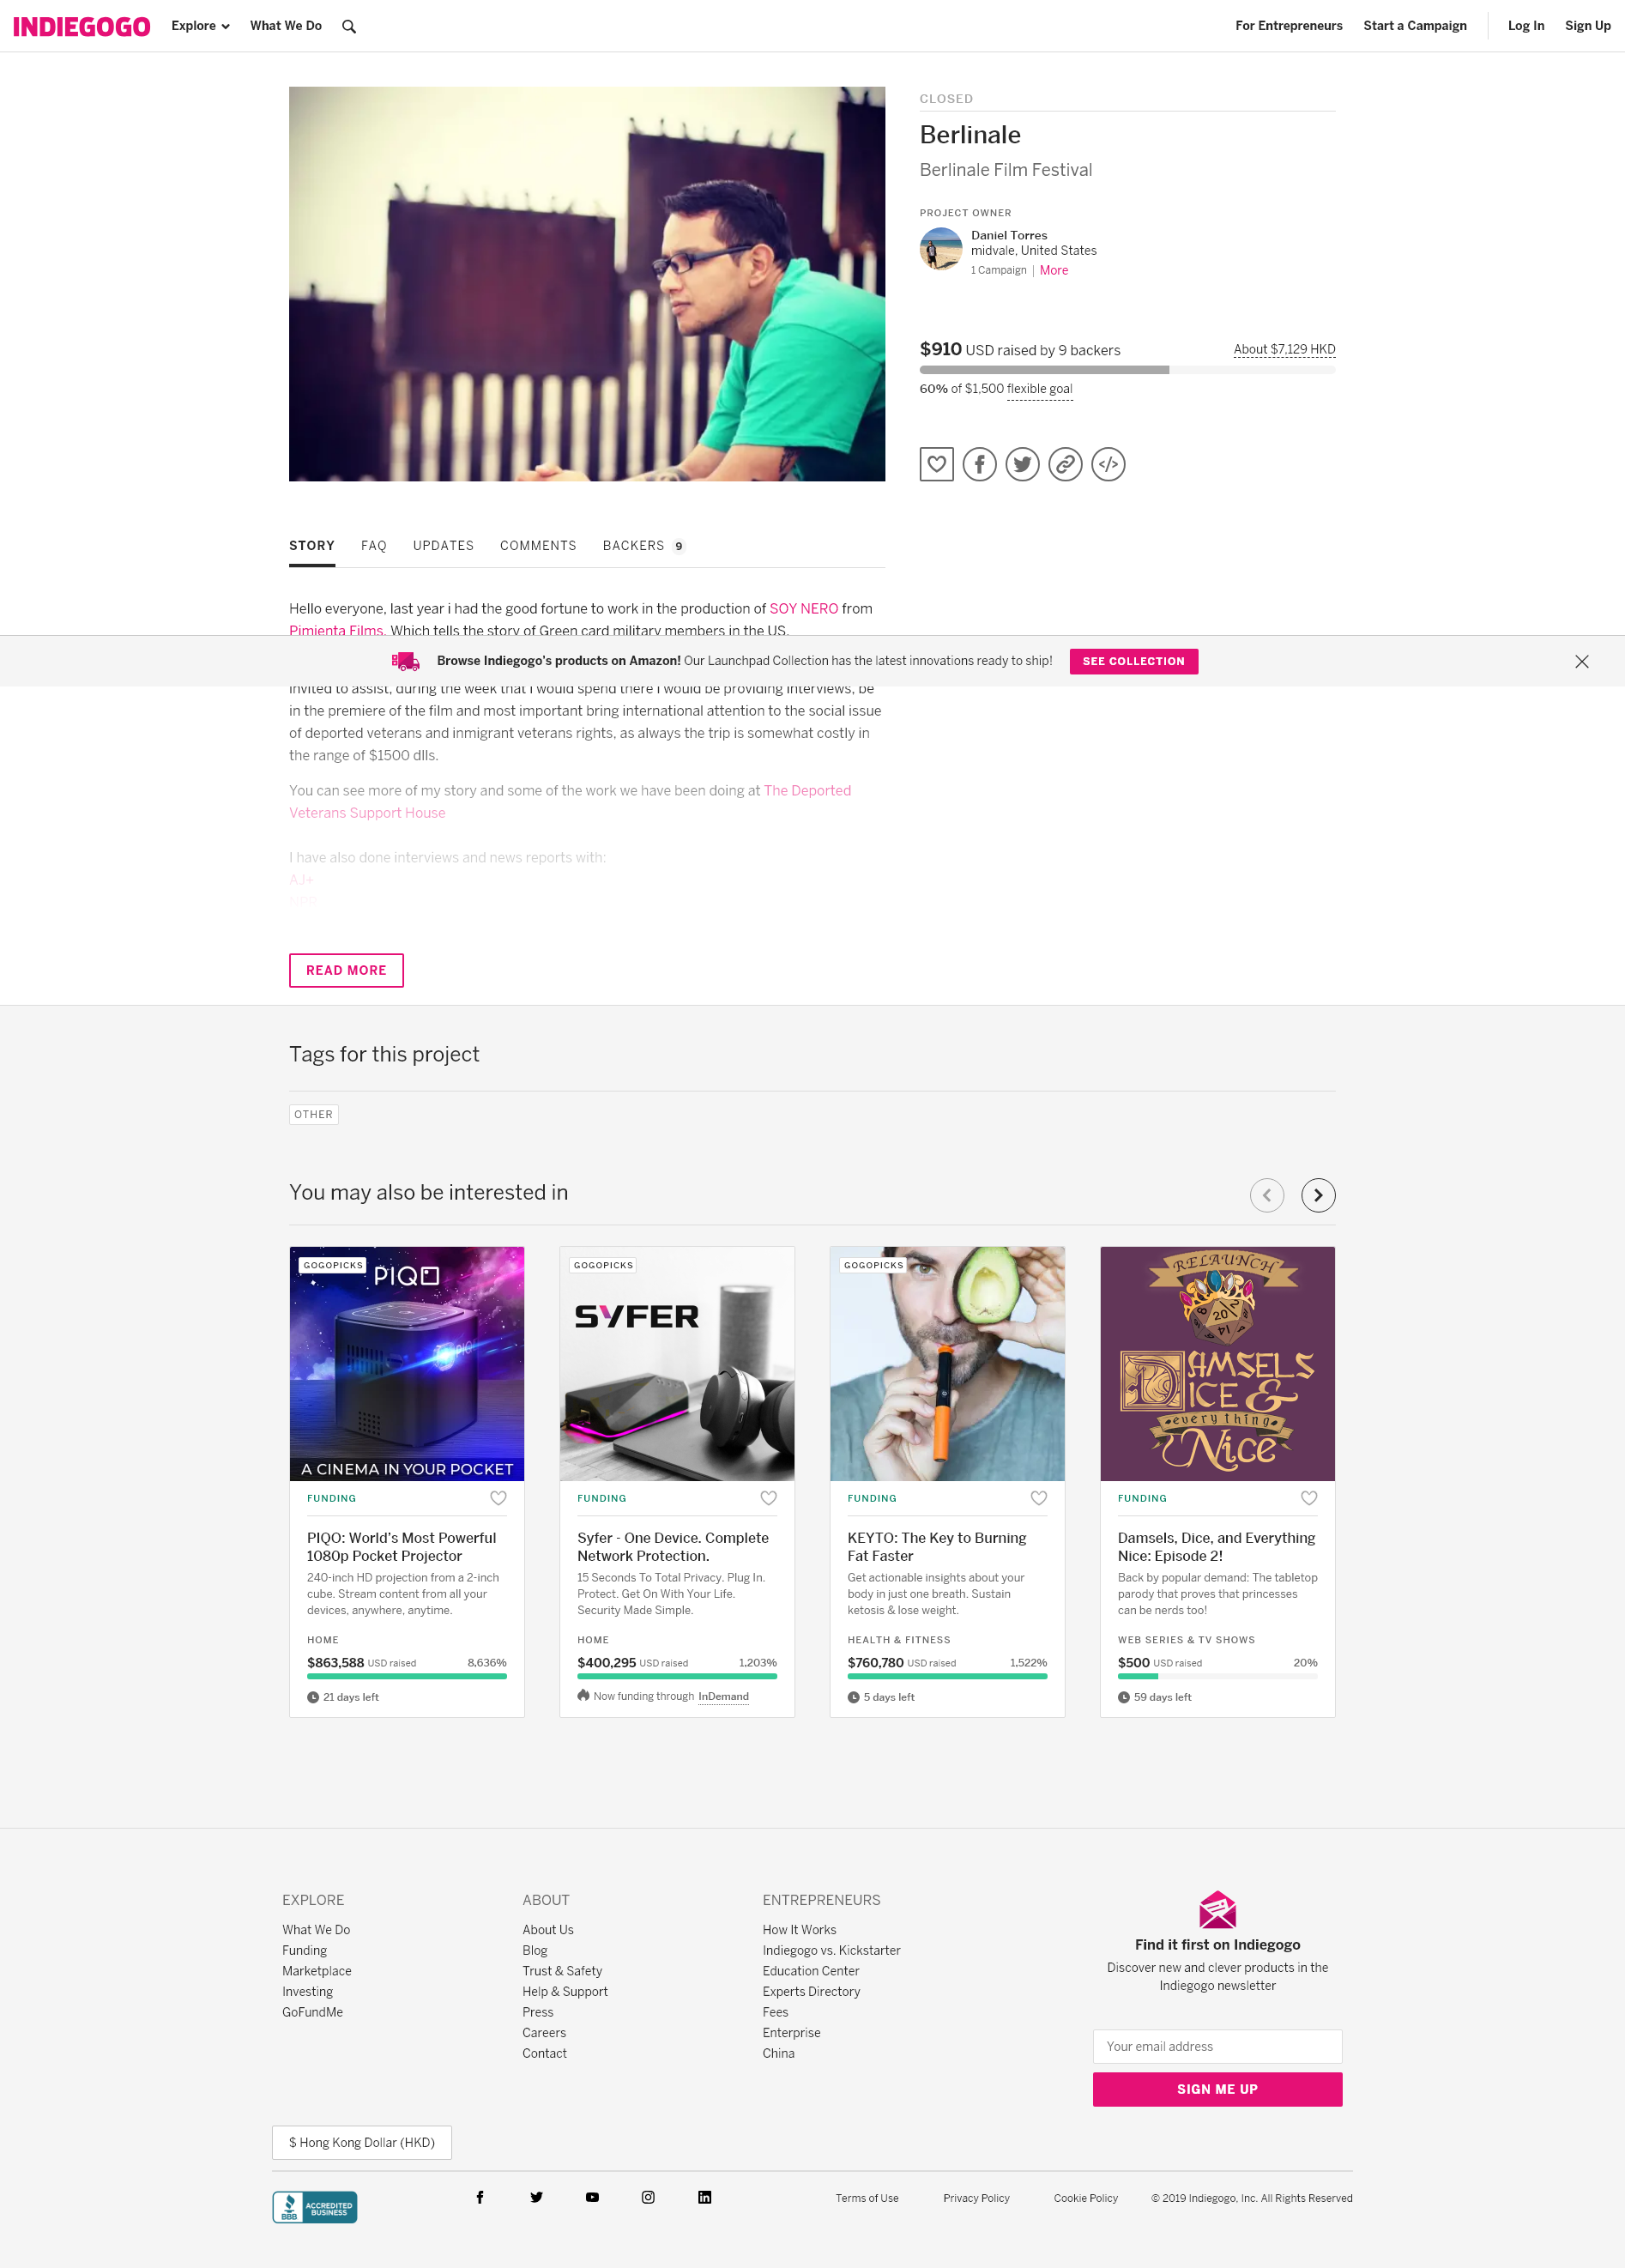 INDIEGOGO
Explore
What We Do
For Entrepreneurs
Start a Campaign
Log In
Sign Up
CLOSED
Berlinale
Berlinale Film Festival
PROJECT OWNER
Daniel Torres
midvale, United States
1 Campaign | More
$910 USD raised by 9 backers
About $7,129 HKD
60% of $1,500 flexible goal
STORY
FAQ
UPDATES
COMMENTS
BACKERS 9
Hello everyone, last year i had the good fortune to work in the production of SOY NERO from
Pimienta Films. Which tells the story of Green card military members in the US.
Browse Indiegogo's products on Amazon! Our Launchpad Collection has the latest innovations ready to ship!
SEE COLLECTION
invited to assist, during the week that I would spend there I would be providing interviews, be
in the premiere of the film and most important bring international attention to the social issue
of deported veterans and inmigrant veterans rights, as always the trip is somewhat costly in
the range of $1500 dlls.
You can see more of my story and some of the work we have been doing at The Deported
Veterans Support House
I have also done interviews and news reports with:
AJ+
READ MORE
Tags for this project
OTHER
You may also be interested in
GOGOPICKS
PIQO
PIQO
A CINEMA IN YOUR POCKET
FUNDING
PIQO: World's Most Powerful
1080p Pocket Projector
240-inch HD projection from a 2-inch
cube. Stream content from all your
devices, anywhere, anytime.
HOME
$863,588 USD raised
8,636%
21 days left
GOGOPICKS
SYFER
FUNDING
Syfer - One Device. Complete
Network Protection.
15 Seconds To Total Privacy. Plug In.
Protect. Get On With Your Life.
Security Made Simple.
HOME
$400,295 USD raised
1,203%
Now funding through InDemand
GOGOPICKS
FUNDING
KEYTO: The Key to Burning
Fat Faster
Get actionable insights about your
body in just one breath. Sustain
ketosis & lose weight.
HEALTH & FITNESS
$760,780 USD raised
1,522%
5 days left
RELAUNCH
8 20 2
14
DAMSELS
DICE &
everything
Nice
FUNDING
Damsels, Dice, and Everything
Nice: Episode 2!
Back by popular demand: The tabletop
parody that proves that princesses
can be nerds too!
WEB SERIES & TV SHOWS
$500 USD raised
20%
59 days left
EXPLORE
What We Do
Funding
Marketplace
Investing
GoFundMe
ABOUT
About Us
Blog
Trust & Safety
Help & Support
Press
Careers
Contact
ENTREPRENEURS
How It Works
Indiegogo vs. Kickstarter
Education Center
Experts Directory
Fees
Enterprise
China
Find it first on Indiegogo
Discover new and clever products in the
Indiegogo newsletter
Your email address
SIGN ME UP
$ Hong Kong Dollar (HKD)
BBB
ACCREDITED
BUSINESS
Terms of Use
Privacy Policy
Cookie Policy
© 2019 Indiegogo, Inc. All Rights Reserved